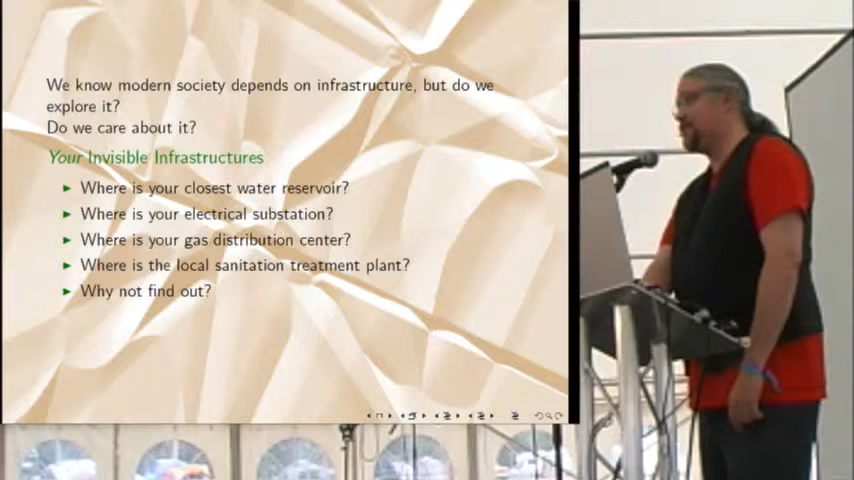 We know modern society depends on infrastructure, but do we
explore it?
Do we care about it?
Your Invisible Infrastructures
Where is your closest water reservoir?
Where is your electrical substation?
Where is your gas distribution center?
Where is the local sanitation treatment plant?
Why not find out?